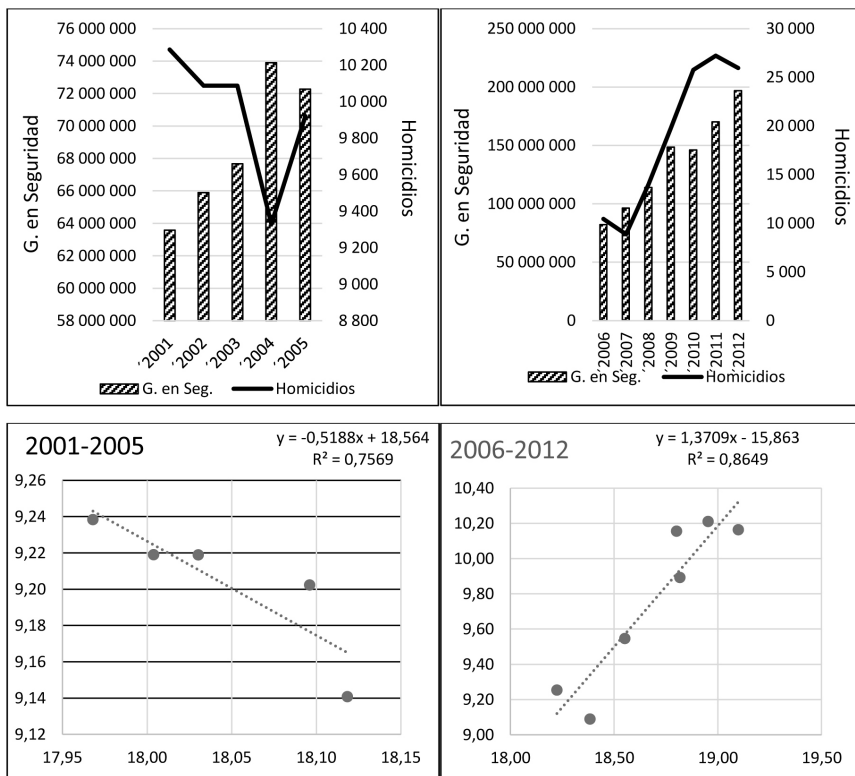 76 000 000
74 000 000
72 000 000
70 000 000
68 000 000
66 000 000
64 000 000
62 000 000
60 000 000
58 000 000
G. en Seguridad
10 400
10 200
10 000
9 800
9 600
9 400
9 200
9 000
8 800
Homicidios
´2001
´2002
´2003
´2004
´2005
G. en Seg.
Homicidios
250 000 000
200 000 000
150 000 000
100 000 000
50 000 000
0
G. en Seguridad
30 000
25 000
20 000
15 000
10 000
5 000
0
Homicidios
´2006
´2007
´2008
´2009
´2010
´2011
´2012
G. en Seg.
Homicidios
2001-2005
y = -0,5188x + 18,564
R² = 0,7569
9,26
9,24
9,22
9,20
9,18
9,16
9,14
9,12
17,95
18,00
18,05
18,10
18,15
2006-2012
y = 1,3709x - 15,863
R² = 0,8649
10,40
10,20
10,00
9,80
9,60
9,40
9,20
9,00
18,00
18,50
19,00
19,50